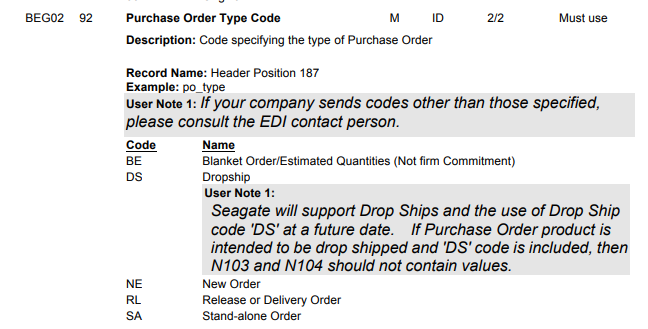 BEG02 92 Purchase Order Type Code M ID 2/2 Must use
Description: Code specifying the type of Purchase Order
Record Name: Header Position 187
Example: po_type
User Note 1: If your company sends codes other than those specified,
please consult the EDI contact person.
Code Name
BE Blanket Order/Estimated Quantities (Not firm Commitment)
DS Dropship
User Note 1:
Seagate will support Drop Ships and the use of Drop Ship
code 'DS' at a future date. If Purchase Order product is
intended to be drop shipped and 'DS' code is included, then
N103 and N104 should not contain values.
NE New Order
RL Release or Delivery Order
SA Stand-alone Order